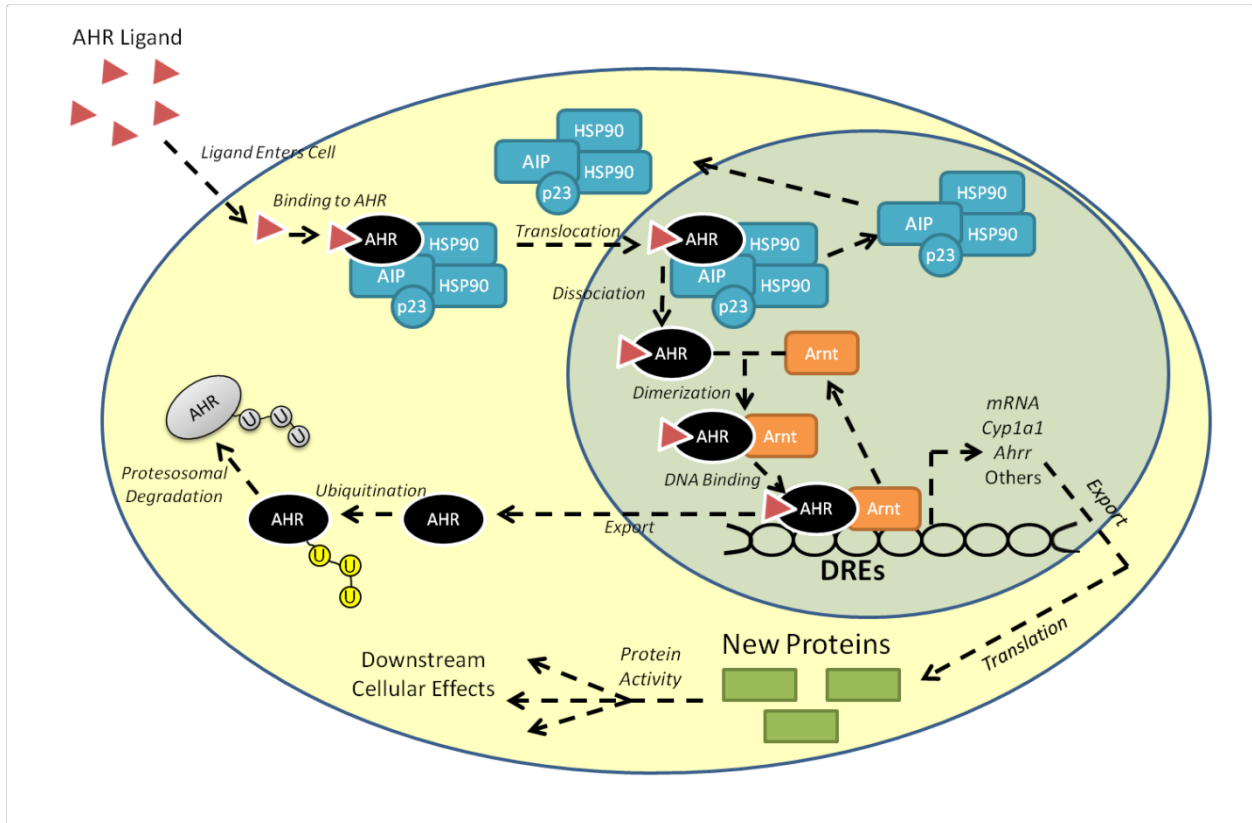 AHR Ligand
Ligand Enters Cell
Binding to AHR
AHR
HSP90
AIP
HSP90
p23
HSP90
AIP
HSP90
p23
Translocation
AHR
HSP90
AIP
HSP90
p23
HSP90
AIP
HSP90
p23
Dissociation
AHR
Arnt
Dimerization
AHR
Arnt
DNA Binding
AHR
Arnt
DREs
mRNA
Cyp1a1
Ahrr
Others
Export
Export
AHR
Ubiquitination
AHR
U
U
U
Protesosomal
Degradation
AHR
U
U
U
Translation
New Proteins
Protein
Activity
Downstream
Cellular Effects